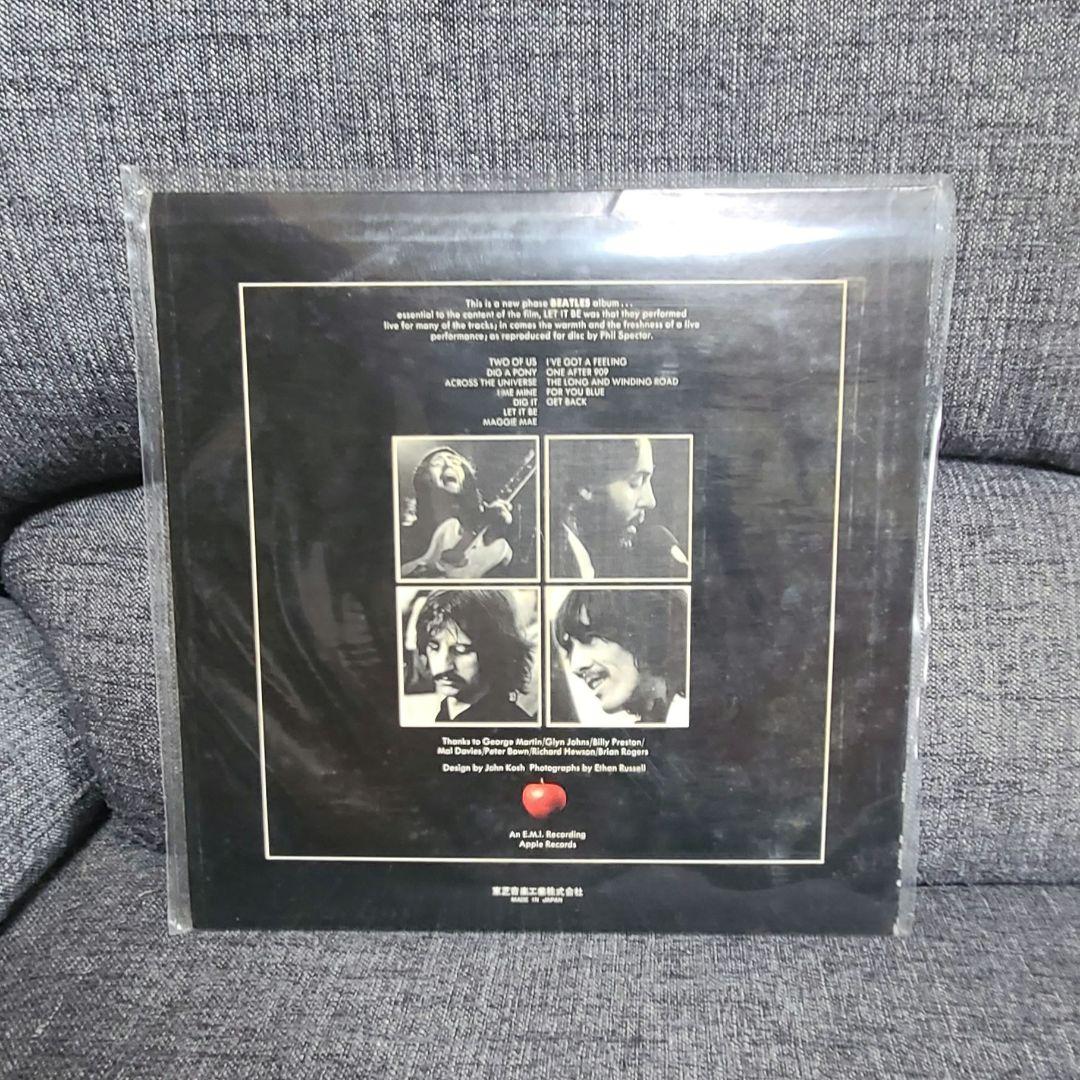 This is a new phase BEATLES album...
essential to the content of the film, LET IT BE was that they performed
live for many of the tracks; in comes the warmth and the freshness of a live
performance; as reproduced for disc by Phil Spector.
TWO OF US
DIG A PONY
ACROSS THE UNIVERSE
I ME MINE
DIG IT
LET IT BE
MAGGIE MAE
I'VE GOT A FEELING
ONE AFTER 909
THE LONG AND WINDING ROAD
FOR YOU BLUE
GET BACK
Thanks to George Martin/Glyn Johns/Billy Preston/
Mal Davies/Peter Bown/Richard Hewson/Brian Rogers
Design by John Kosh Photographs by Ethan Russell
An E.M.I. Recording
Apple Records
東芝音楽工業株式会社
MADE IN JAPAN